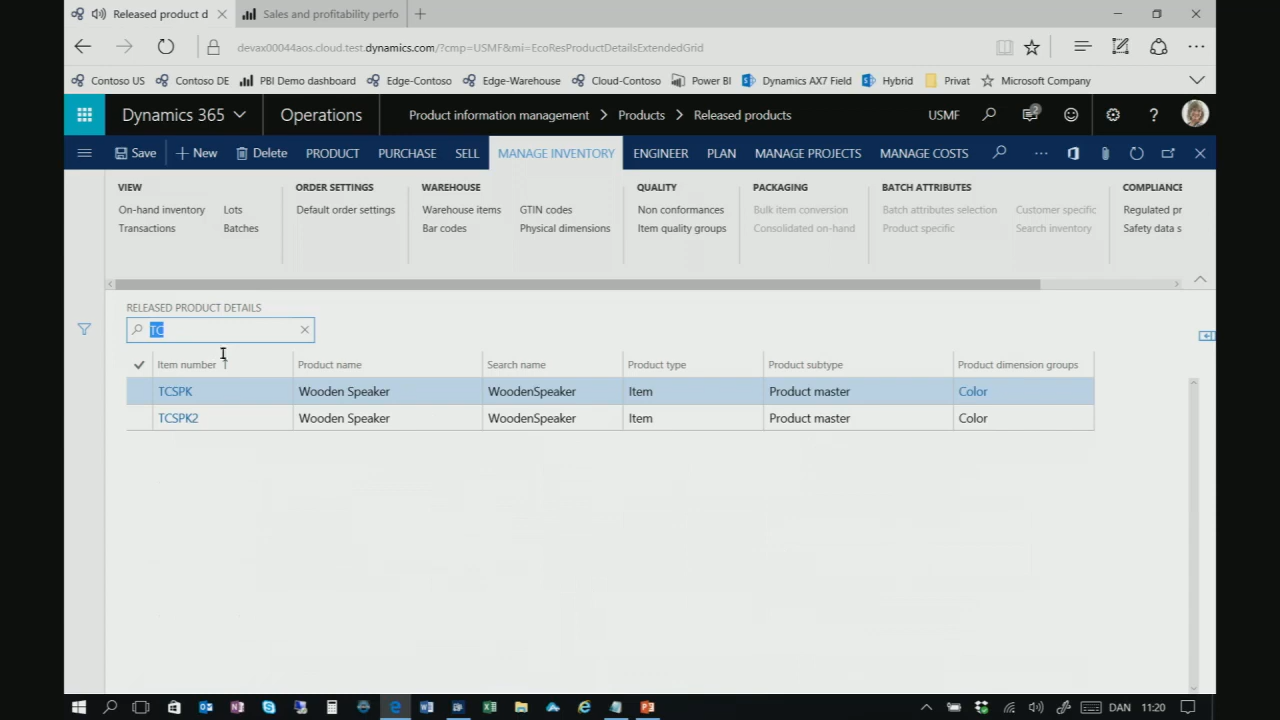 Released product d
Sales and profitability perfo
devax00044aos.cloud.test.dynamics.com/?cmp=USMF&mi=EcoResProductDetailsExtendedGrid
Contoso US Contoso DE PBI Demo dashboard Edge-Contoso Edge-Warehouse Cloud-Contoso Power BI Dynamics AX7 Field Hybrid Privat Microsoft Company
Dynamics 365 Operations Product information management > Products > Released products USMF
Save + New Delete PRODUCT PURCHASE SELL MANAGE INVENTORY ENGINEER PLAN MANAGE PROJECTS MANAGE COSTS
VIEW ORDER SETTINGS WAREHOUSE QUALITY PACKAGING BATCH ATTRIBUTES COMPLIANCE
On-hand inventory Lots Default order settings Warehouse items GTIN codes Non conformances Bulk item conversion Batch attributes selection Customer specific Regulated pr
Transactions Batches Bar codes Physical dimensions Item quality groups Consolidated on-hand Product specific Search inventory Safety data s
RELEASED PRODUCT DETAILS
TC
Item number Product name Search name Product type Product subtype Product dimension groups
TCSPK Wooden Speaker WoodenSpeaker Item Product master Color
TCSPK2 Wooden Speaker WoodenSpeaker Item Product master Color
DAN 11:20